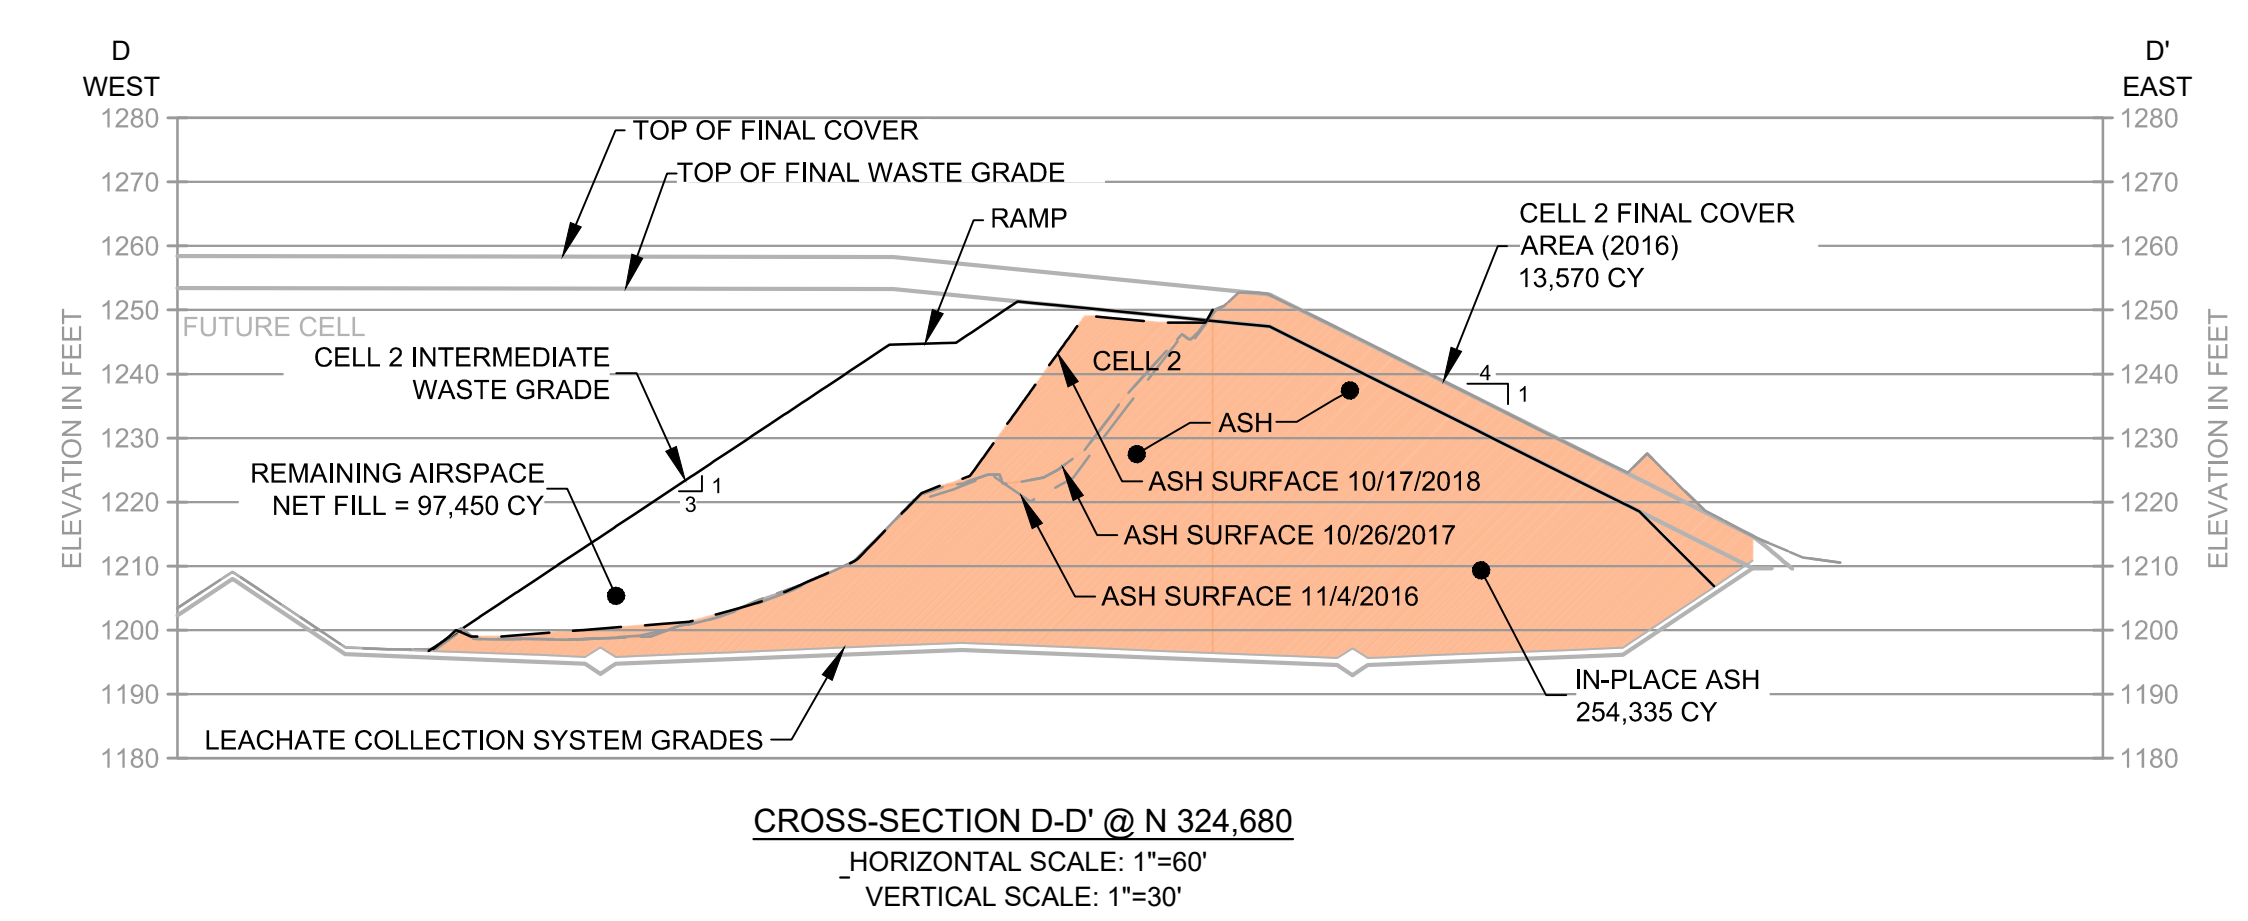 D
WEST
D'
EAST
1280
1270
1260
1250
1240
1230
1220
1210
1200
1190
1180
ELEVATION IN FEET
TOP OF FINAL COVER
TOP OF FINAL WASTE GRADE
RAMP
CELL 2 FINAL COVER
AREA (2016)
13,570 CY
FUTURE CELL
CELL 2 INTERMEDIATE
WASTE GRADE
CELL 2
4
1
ASH
REMAINING AIRSPACE
NET FILL = 97,450 CY
1
3
ASH SURFACE 10/17/2018
ASH SURFACE 10/26/2017
ASH SURFACE 11/4/2016
IN-PLACE ASH
254,335 CY
LEACHATE COLLECTION SYSTEM GRADES
1280
1270
1260
1250
1240
1230
1220
1210
1200
1190
1180
ELEVATION IN FEET
CROSS-SECTION D-D' @ N 324,680
HORIZONTAL SCALE: 1"=60'
VERTICAL SCALE: 1"=30'